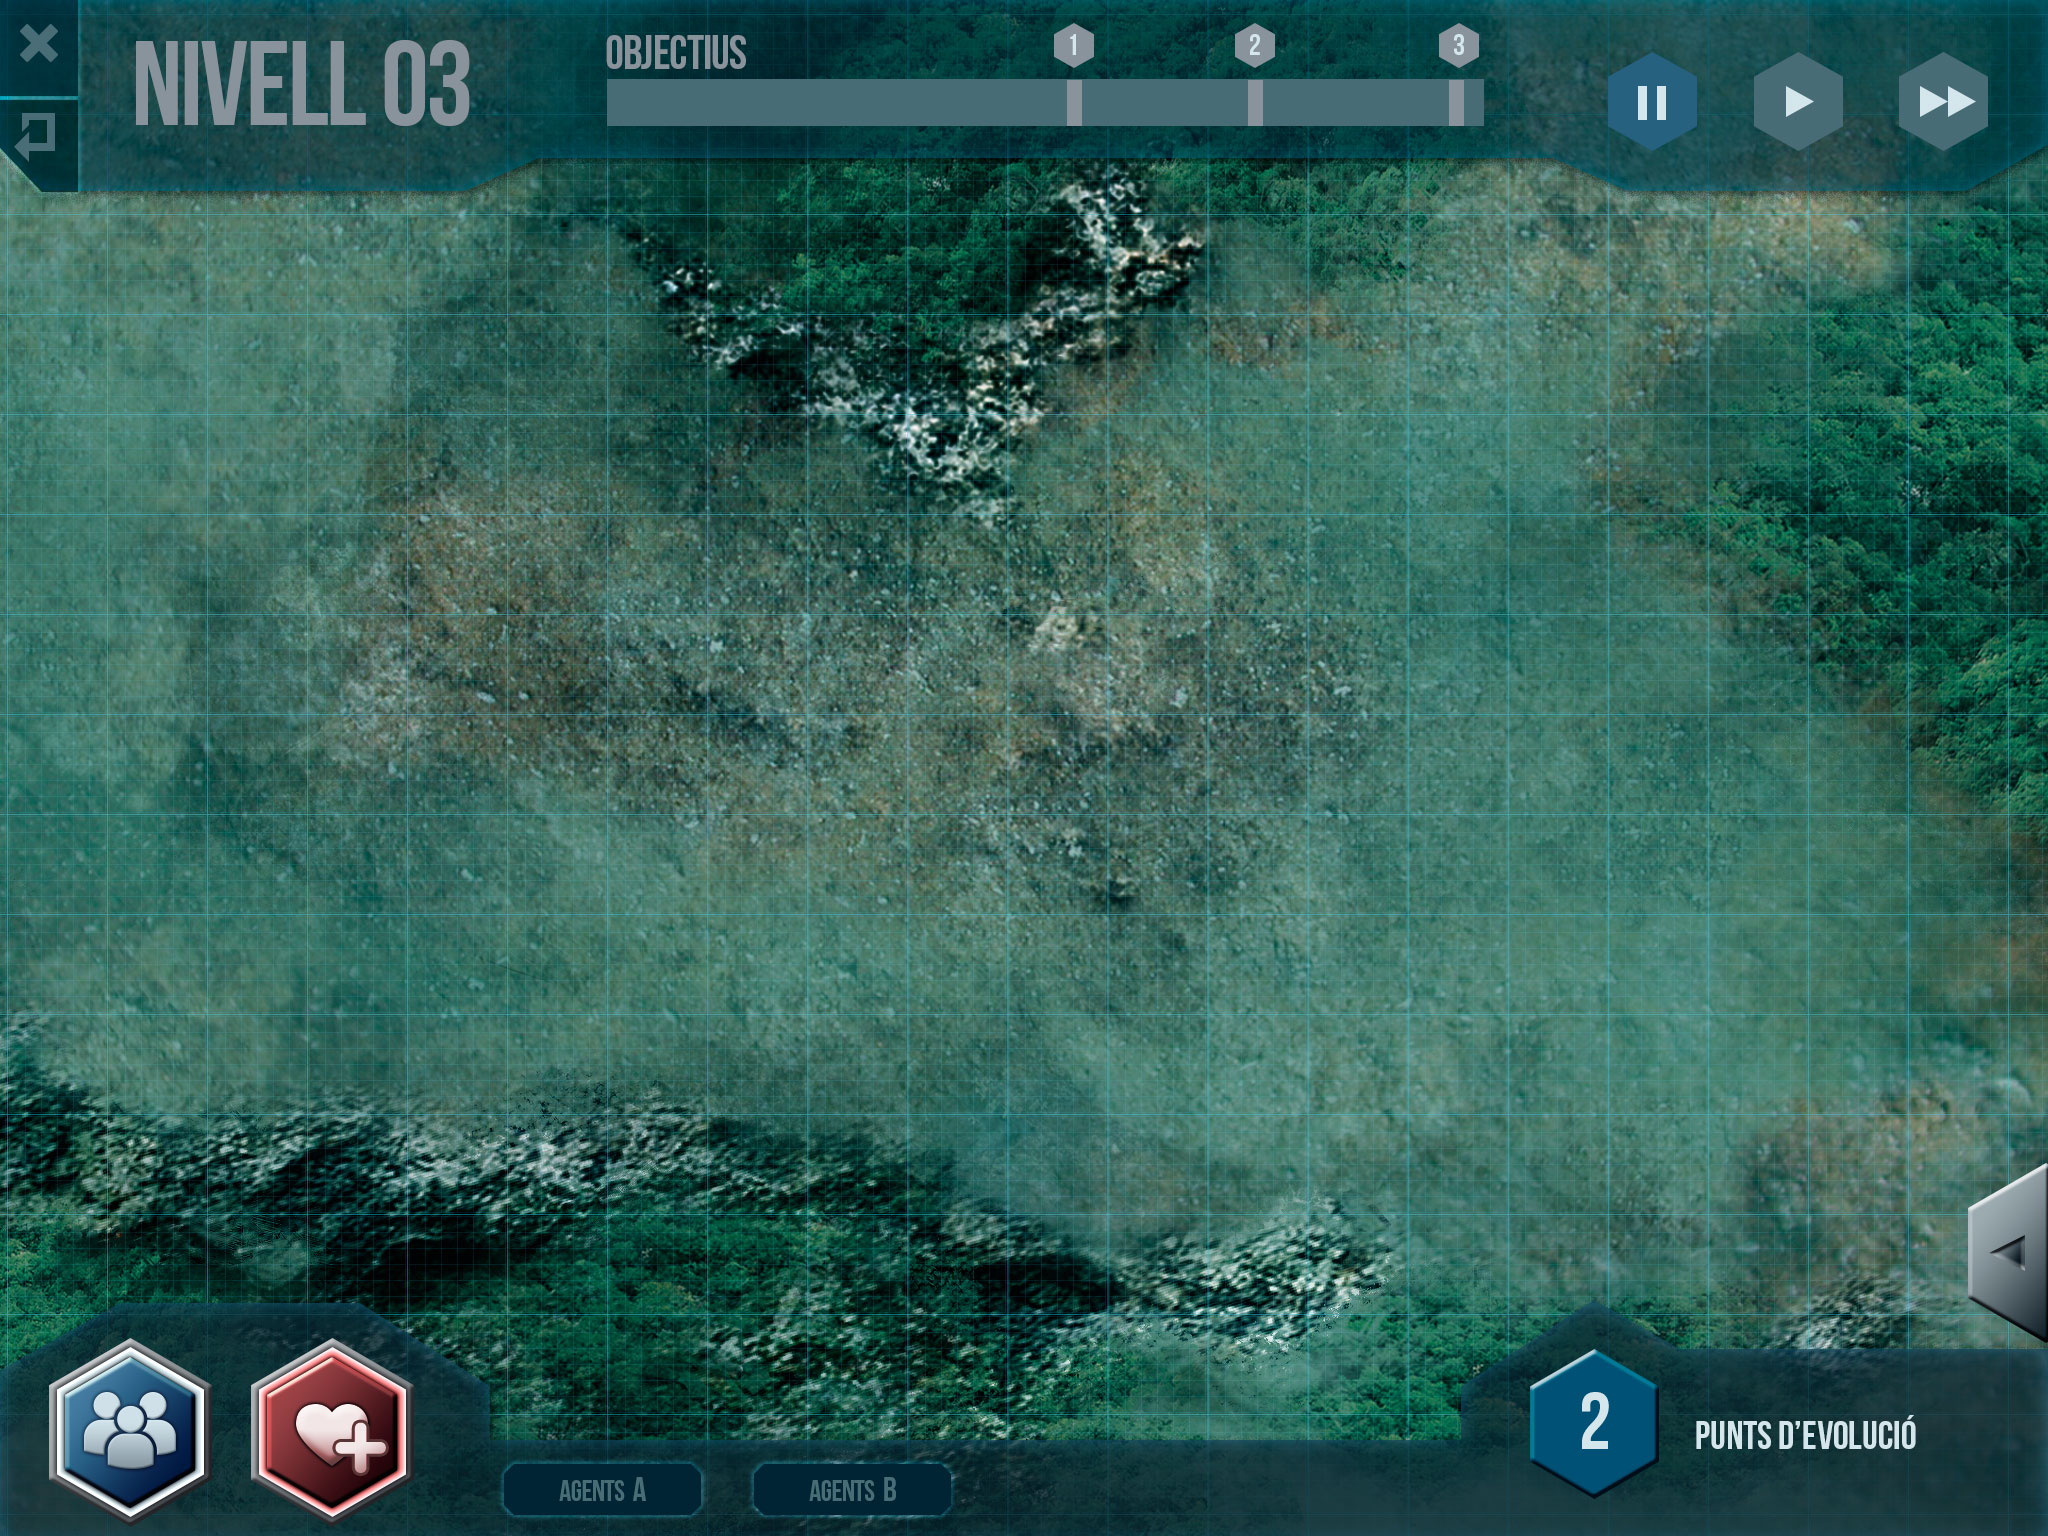 NIVELL 03
OBJECTIUS
1
2
3
2
PUNTS D'EVOLUCIÓ
AGENTS A
AGENTS B